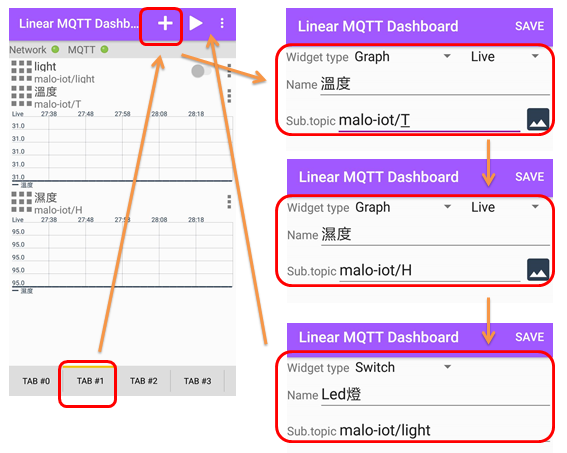 Linear MQTT Dashb...
Network MQTT
light
malo-iot/light
溫度
malo-iot/T
Live 27:38 27:48 27:58 28:08 28:18
31.0
31.0
31.0
31.0
31.0
溫度
濕度
malo-iot/H
Live 27:38 27:48 27:58 28:08 28:18
95.0
95.0
95.0
95.0
95.0
濕度
TAB #0 TAB #1 TAB #2 TAB #3
Linear MQTT Dashboard SAVE
Widget type Graph Live
Name 溫度
Sub.topic malo-iot/T
Linear MQTT Dashboard SAVE
Widget type Graph Live
Name 濕度
Sub.topic malo-iot/H
Linear MQTT Dashboard SAVE
Widget type Switch
Name Led燈
Sub.topic malo-iot/light